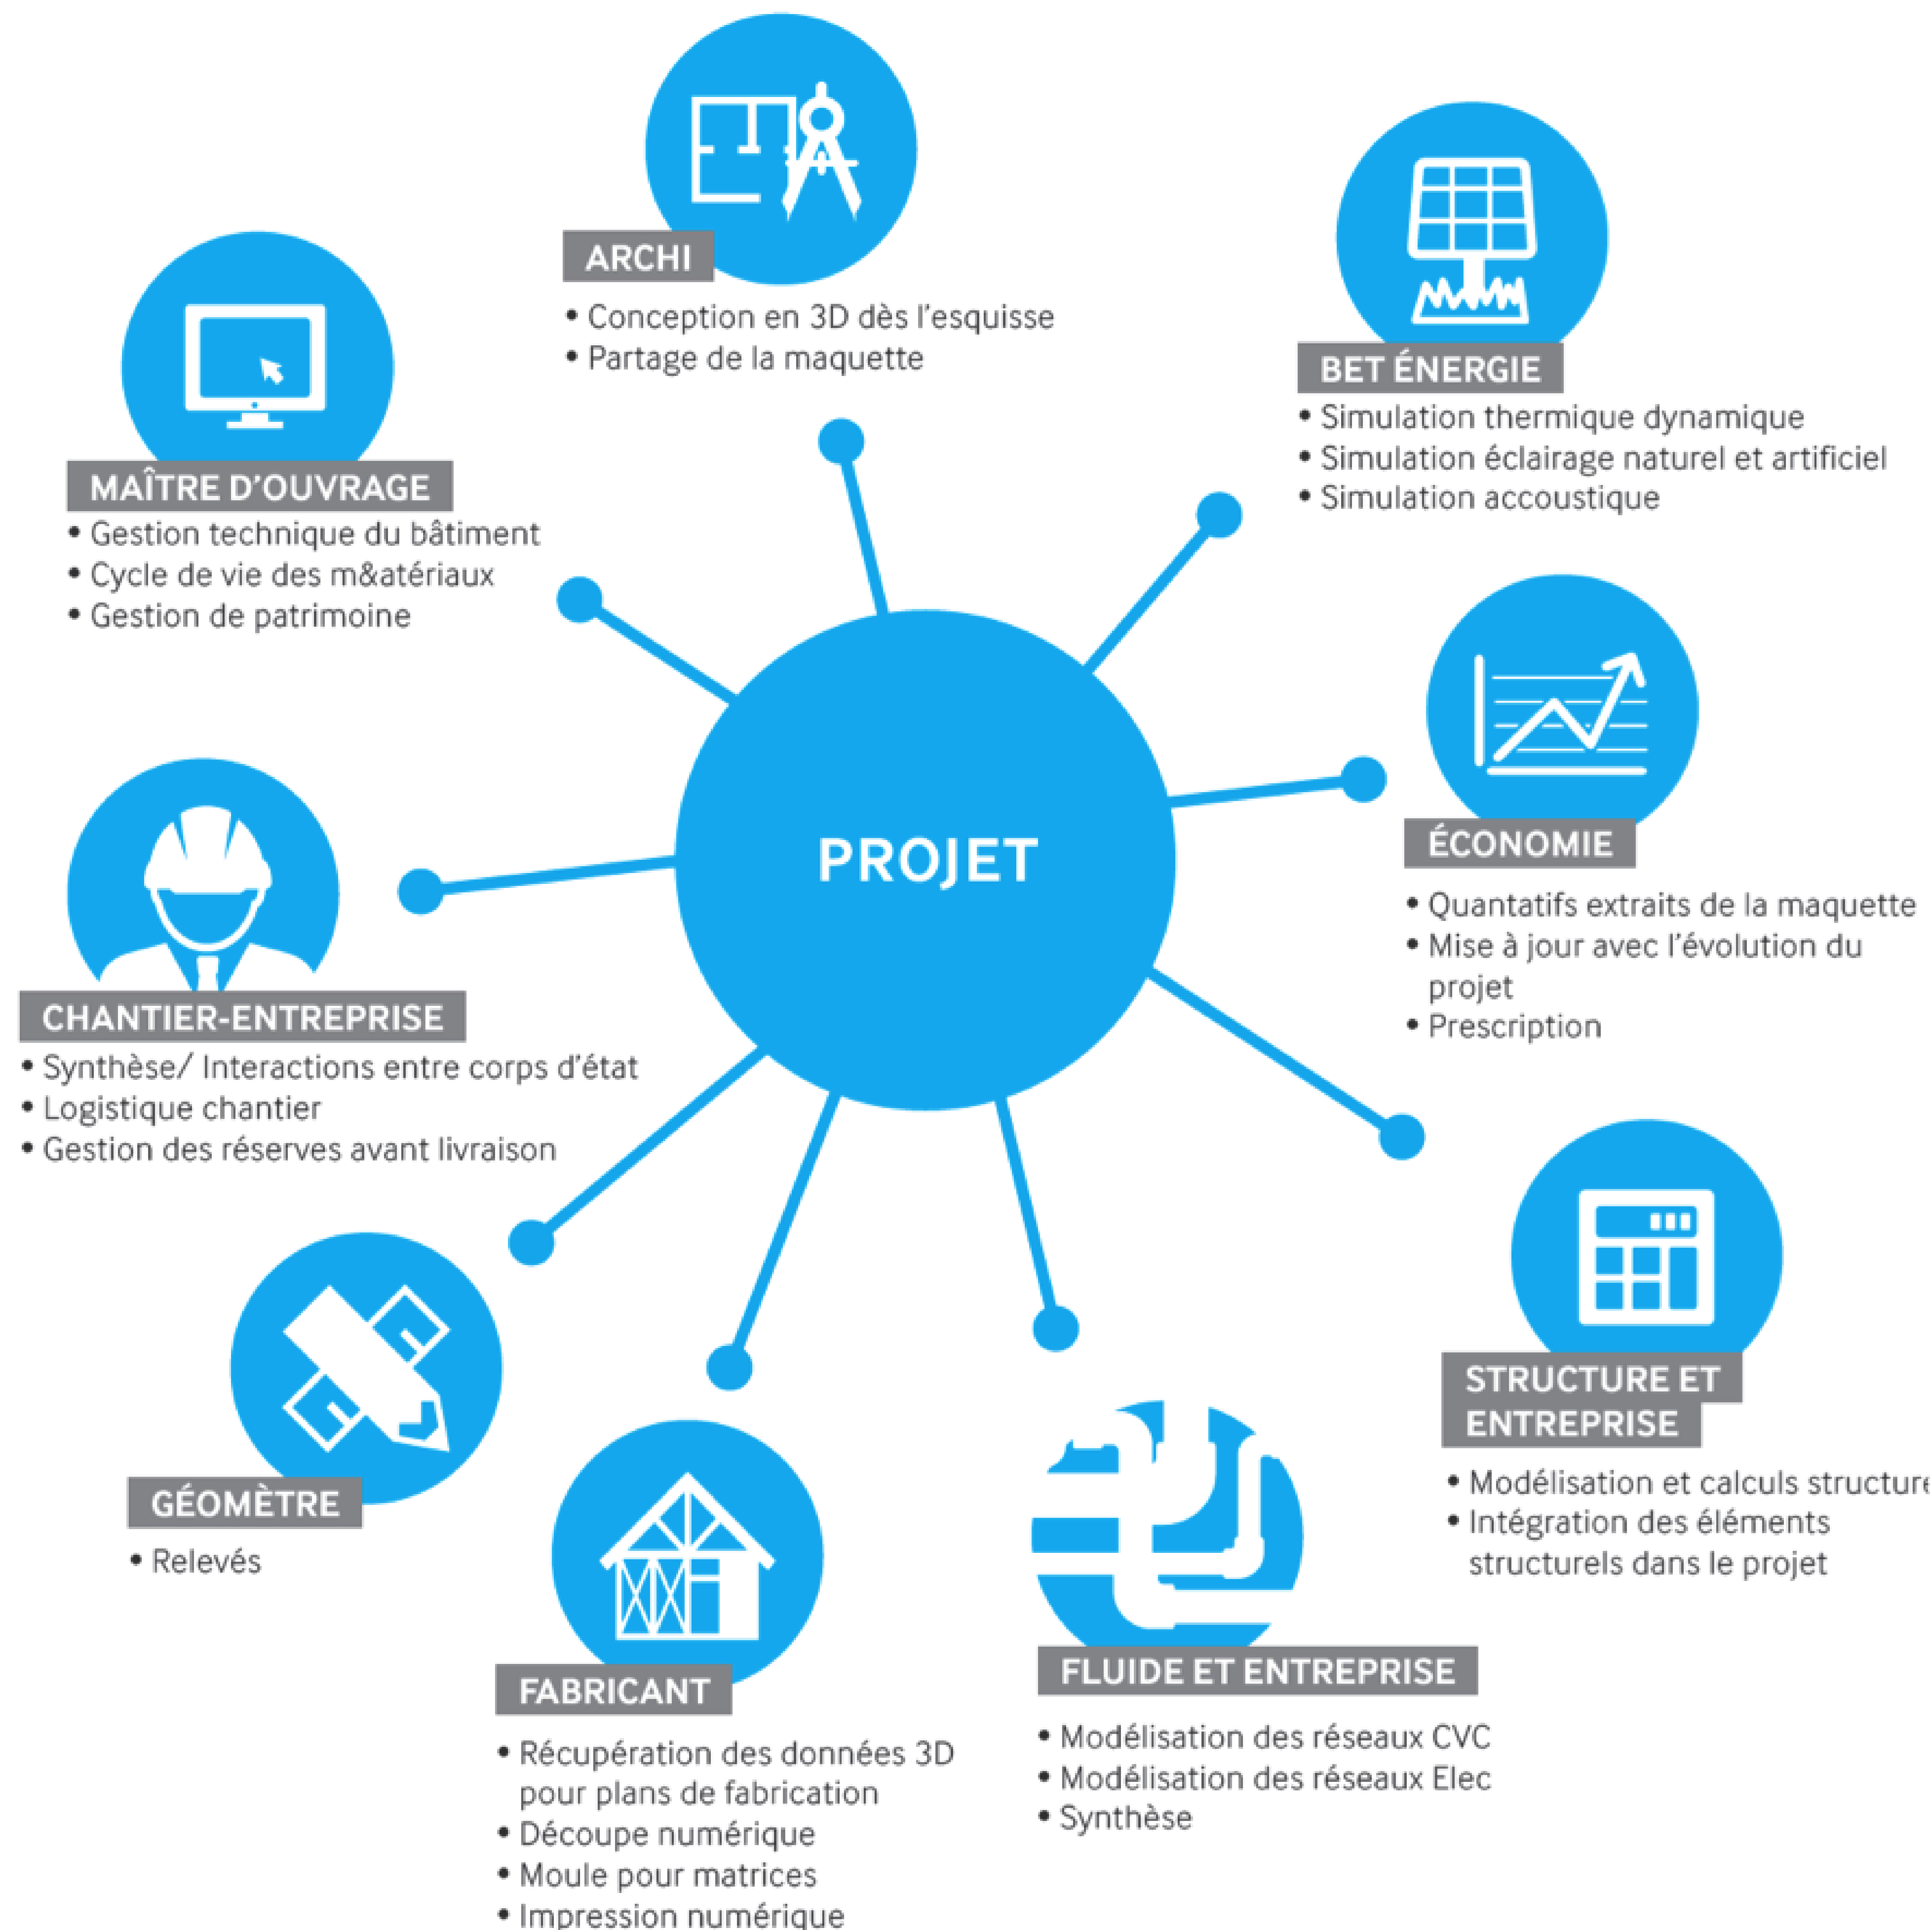 ARCHI
• Conception en 3D dès l'esquisse
• Partage de la maquette
BET ÉNERGIE
• Simulation thermique dynamique
• Simulation éclairage naturel et artificiel
• Simulation accoustique
MAÎTRE D'OUVRAGE
• Gestion technique du bâtiment
• Cycle de vie des m&atériaux
• Gestion de patrimoine
PROJET
ÉCONOMIE
• Quantatifs extraits de la maquette
• Mise à jour avec l'évolution du
projet
• Prescription
CHANTIER-ENTREPRISE
• Synthèse/ Interactions entre corps d'état
• Logistique chantier
• Gestion des réserves avant livraison
STRUCTURE ET
ENTREPRISE
• Modélisation et calculs structure
• Intégration des éléments
structurels dans le projet
GÉOMÈTRE
• Relevés
FABRICANT
• Récupération des données 3D
pour plans de fabrication
• Découpe numérique
• Moule pour matrices
• Impression numérique
FLUIDE ET ENTREPRISE
• Modélisation des réseaux CVC
• Modélisation des réseaux Elec
• Synthèse